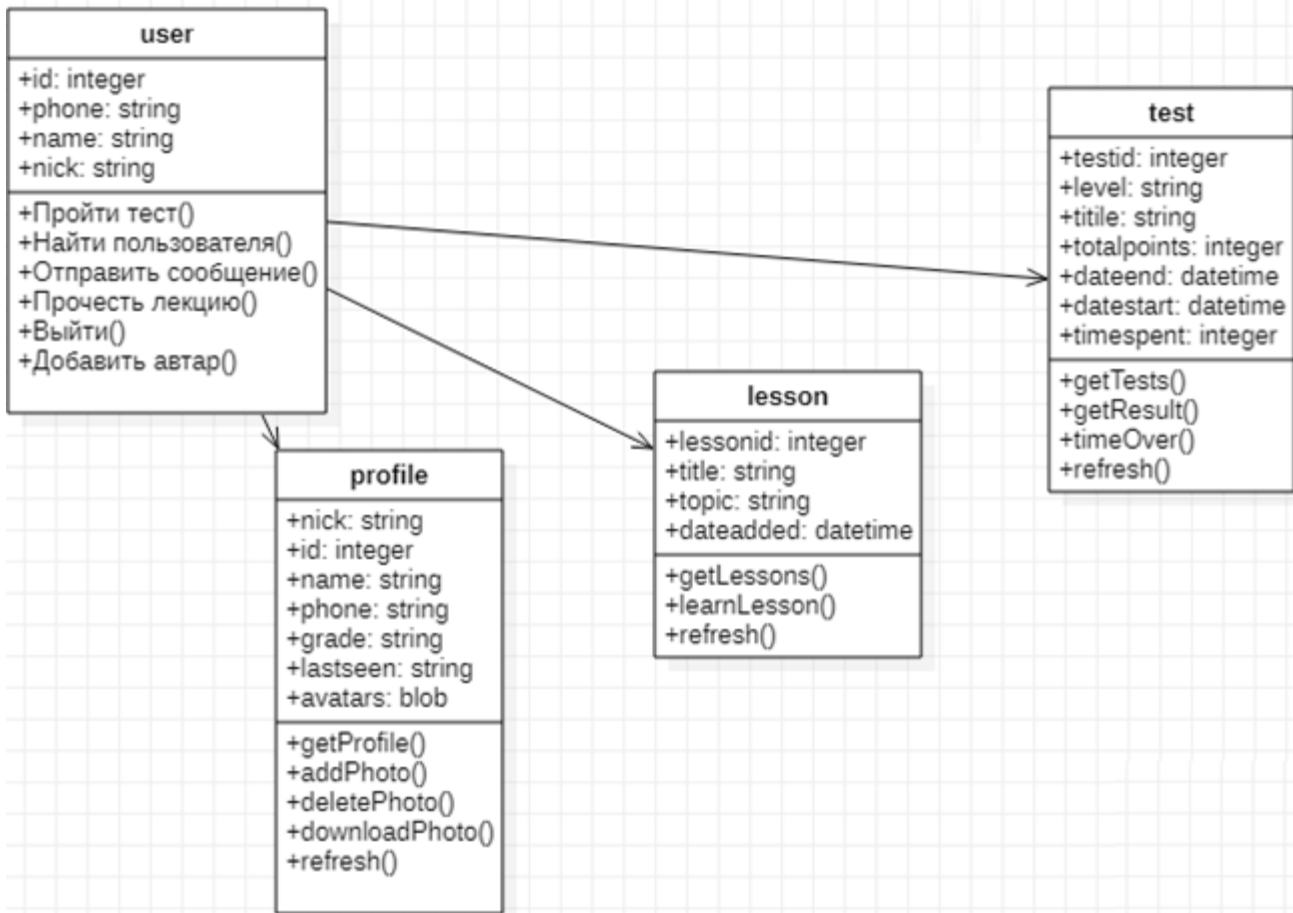 user
+id: integer
+phone: string
+name: string
+nick: string
+Пройти тест()
+Найти пользователя()
+Отправить сообщение()
+Прочесть лекцию()
+Выйти()
+Добавить автар()
profile
+nick: string
+id: integer
+name: string
+phone: string
+grade: string
+lastseen: string
+avatars: blob
+getProfile()
+addPhoto()
+deletePhoto()
+downloadPhoto()
+refresh()
lesson
+lessonid: integer
+title: string
+topic: string
+dateadded: datetime
+getLessons()
+learnLesson()
+refresh()
test
+testid: integer
+level: string
+titile: string
+totalpoints: integer
+dateend: datetime
+datestart: datetime
+timespent: integer
+getTests()
+getResult()
+timeOver()
+refresh()